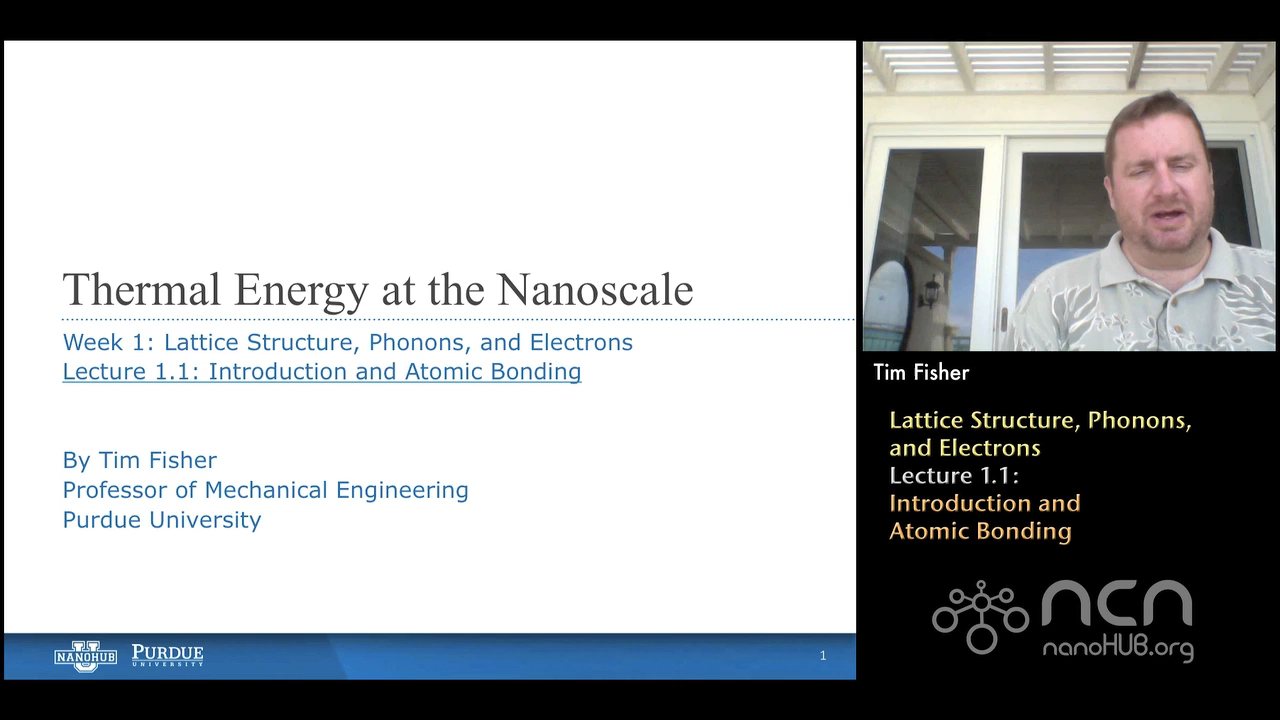 Thermal Energy at the Nanoscale
Week 1: Lattice Structure, Phonons, and Electrons
Lecture 1.1: Introduction and Atomic Bonding
By Tim Fisher
Professor of Mechanical Engineering
Purdue University
U
NANOHUB
PURDUE
UNIVERSITY
1
Tim Fisher
Lattice Structure, Phonons,
and Electrons
Lecture 1.1:
Introduction and
Atomic Bonding
ncn
nanoHUB.org